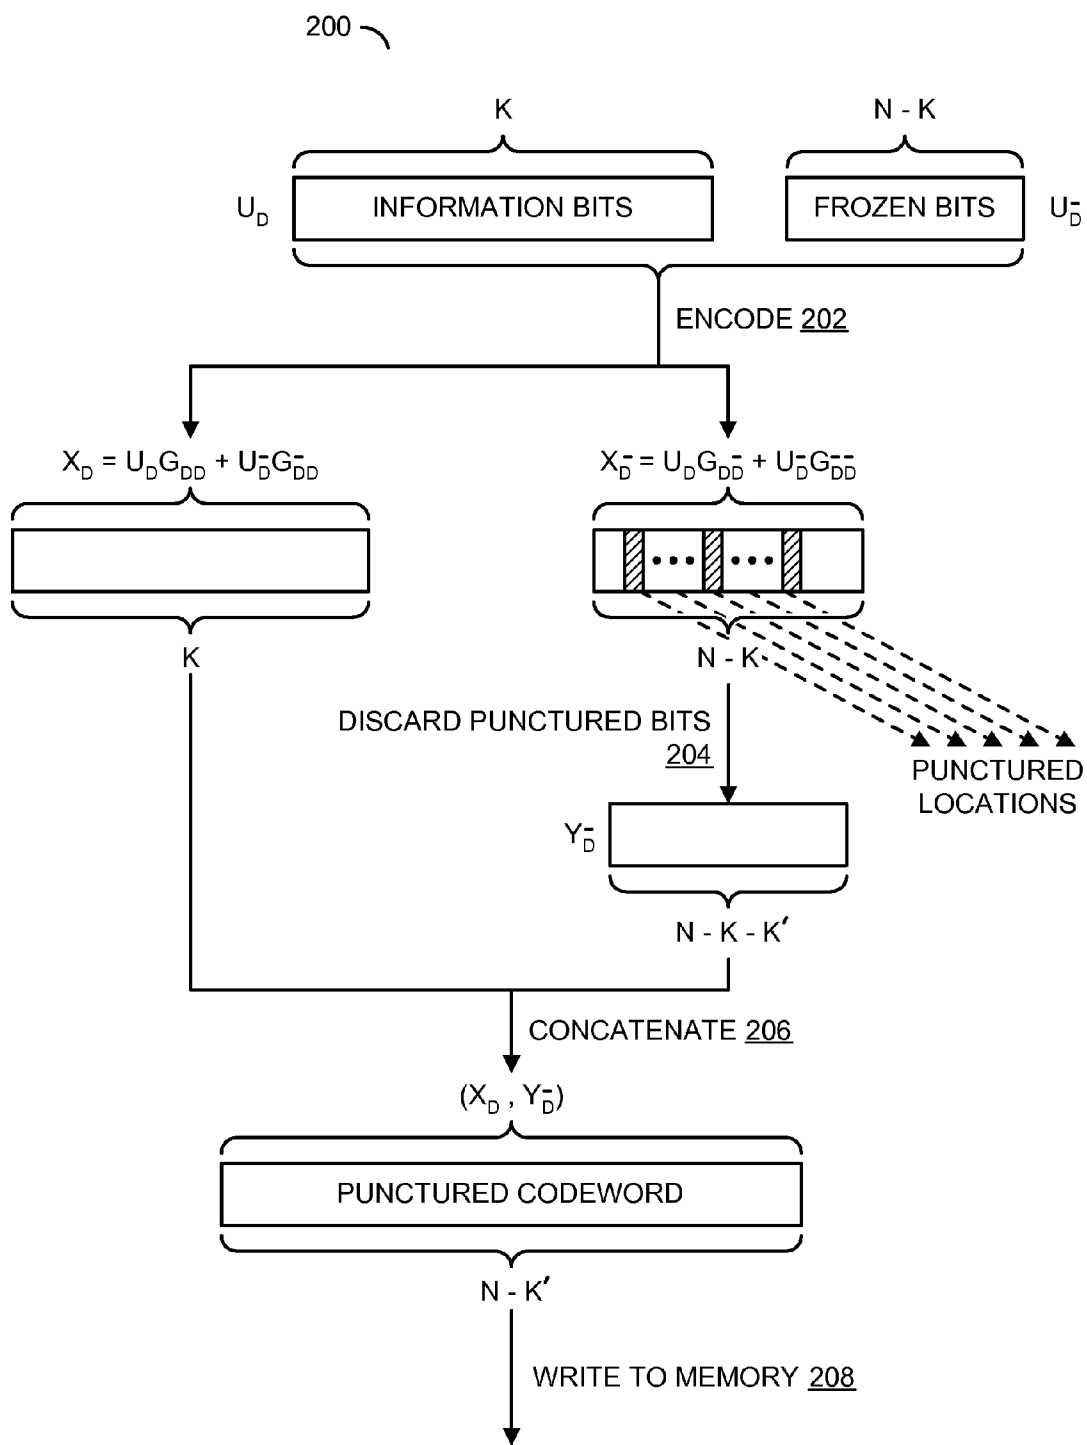 200
K
N - K
U_D
INFORMATION BITS
FROZEN BITS
U_D̄
ENCODE 202
X_D = U_D G_DD + U_D̄ G_D̄D
X_D̄ = U_D G_DD̄ + U_D̄ G_D̄D̄
K
N - K
DISCARD PUNCTURED BITS
204
PUNCTURED
LOCATIONS
Y_D̄
N - K - K′
CONCATENATE 206
(X_D , Y_D̄)
PUNCTURED CODEWORD
N - K′
WRITE TO MEMORY 208